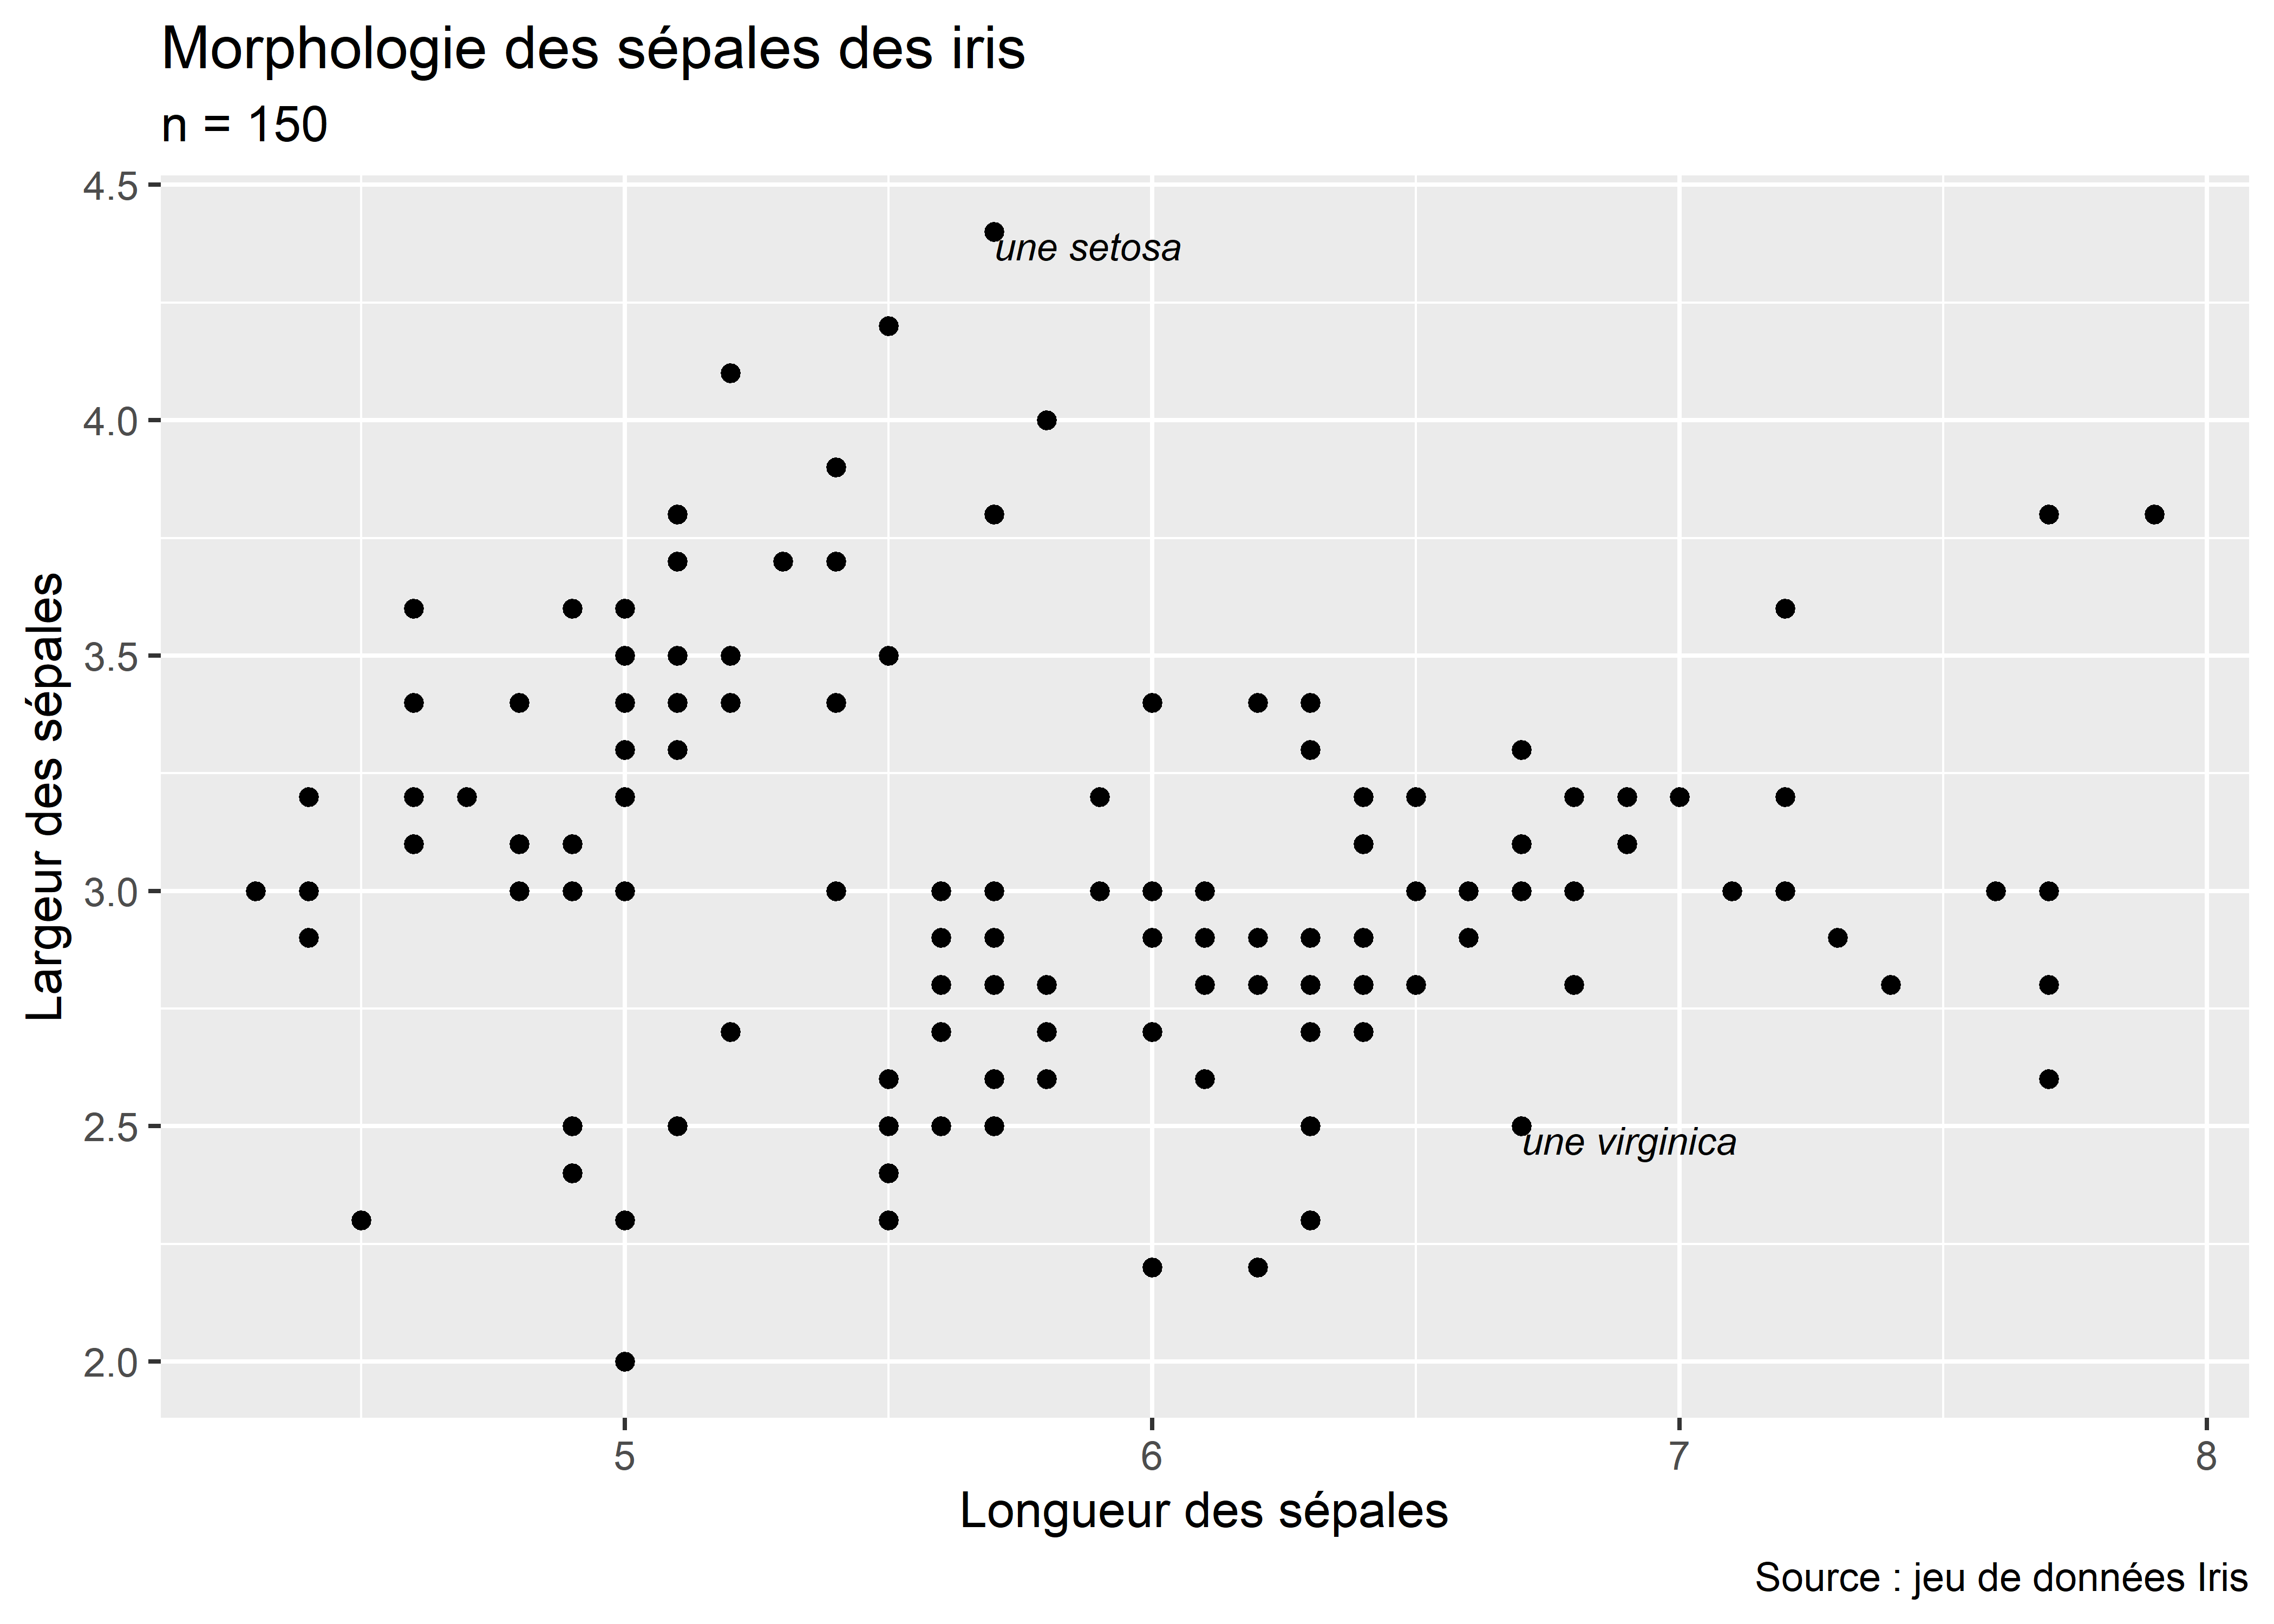 Morphologie des sépales des iris
n = 150
4.5
4.0
3.5
3.0
2.5
2.0
Largeur des sépales
une setosa
une virginica
5 6 7 8
Longueur des sépales
Source : jeu de données Iris